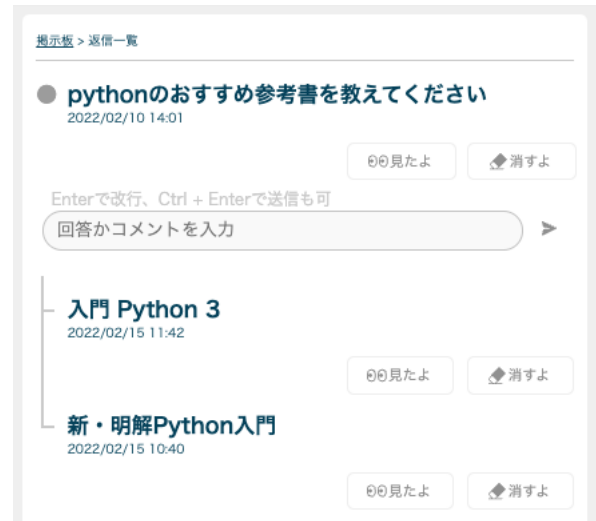 掲示板 > 返信一覧
pythonのおすすめ参考書を教えてください
2022/02/10 14:01
見たよ 消すよ
Enterで改行、Ctrl + Enterで送信も可
回答かコメントを入力
入門 Python 3
2022/02/15 11:42
見たよ 消すよ
新・明解Python入門
2022/02/15 10:40
見たよ 消すよ